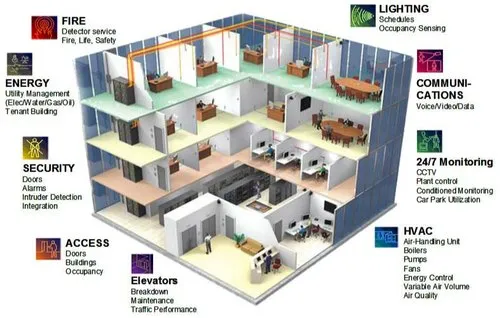 FIRE
Detector service
Fire, Life, Safety
LIGHTING
Schedules
Occupancy Sensing
ENERGY
Utility Management
(Elec/Water/Gas/Oil)
Tenant Building
COMMUNI-
CATIONS
Voice/Video/Data
SECURITY
Doors
Alarms
Intruder Detection
Integration
24/7 Monitoring
CCTV
Plant control
Conditioned Monitoring
Car Park Utilization
ACCESS
Doors
Buildings
Occupancy
Elevators
Breakdown
Maintenance
Traffic Performance
HVAC
Air-Handling Unit
Boilers
Pumps
Fans
Energy Control
Variable Air Volume
Air Quality